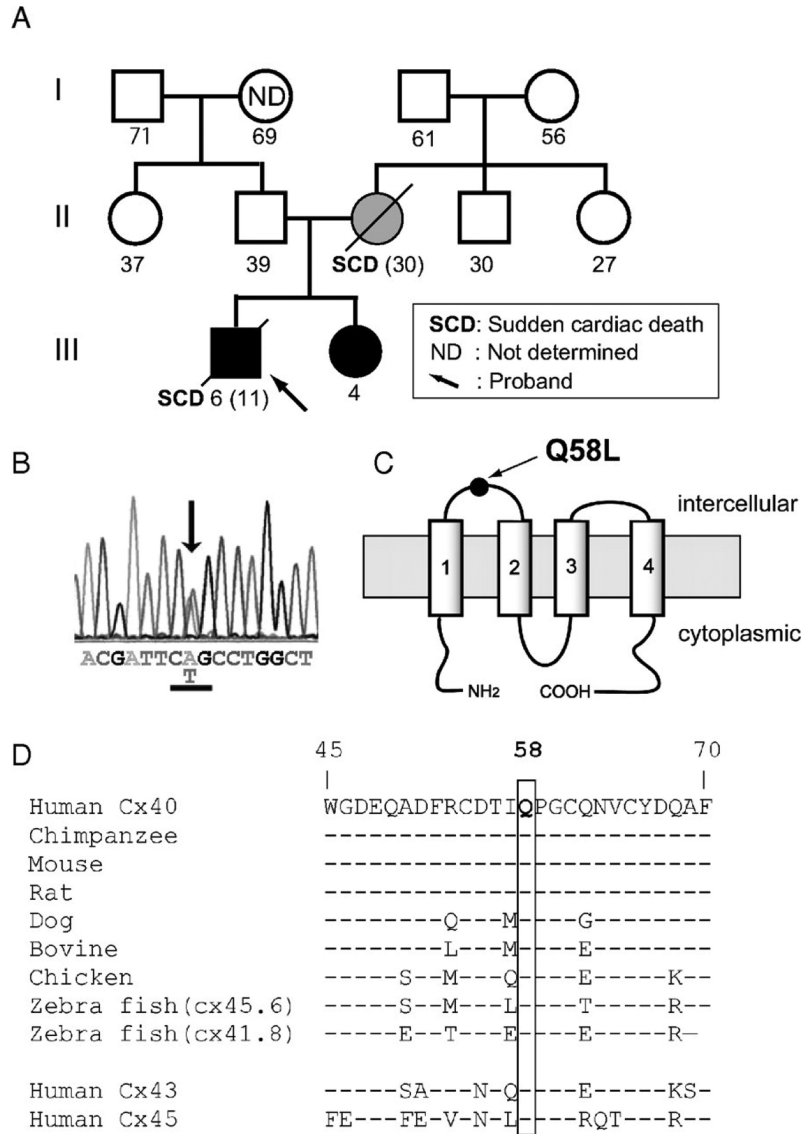 A
I
ND
71
69
61
56
II
37
39
SCD (30)
30
27
III
SCD 6 (11)
4
SCD: Sudden cardiac death
ND : Not determined
: Proband
B
ACGATTCAGCCTGGCT
T
C
Q58L
intercellular
1
2
3
4
cytoplasmic
NH2
COOH
D
45 58 70
Human Cx40 WGDEQADFRCDTIQPGCQNVCYDQAF
Chimpanzee --------------------------
Mouse --------------------------
Rat --------------------------
Dog --------Q---M----G--------
Bovine --------L---M----E--------
Chicken -----S--M---Q----E-----K--
Zebra fish(cx45.6) -----S--M---L----T-----R--
Zebra fish(cx41.8) -----E--T---E----E-----R-
Human Cx43 -----SA---N-Q----E-----KS-
Human Cx45 FE---FE-V-N-L----RQT---R--